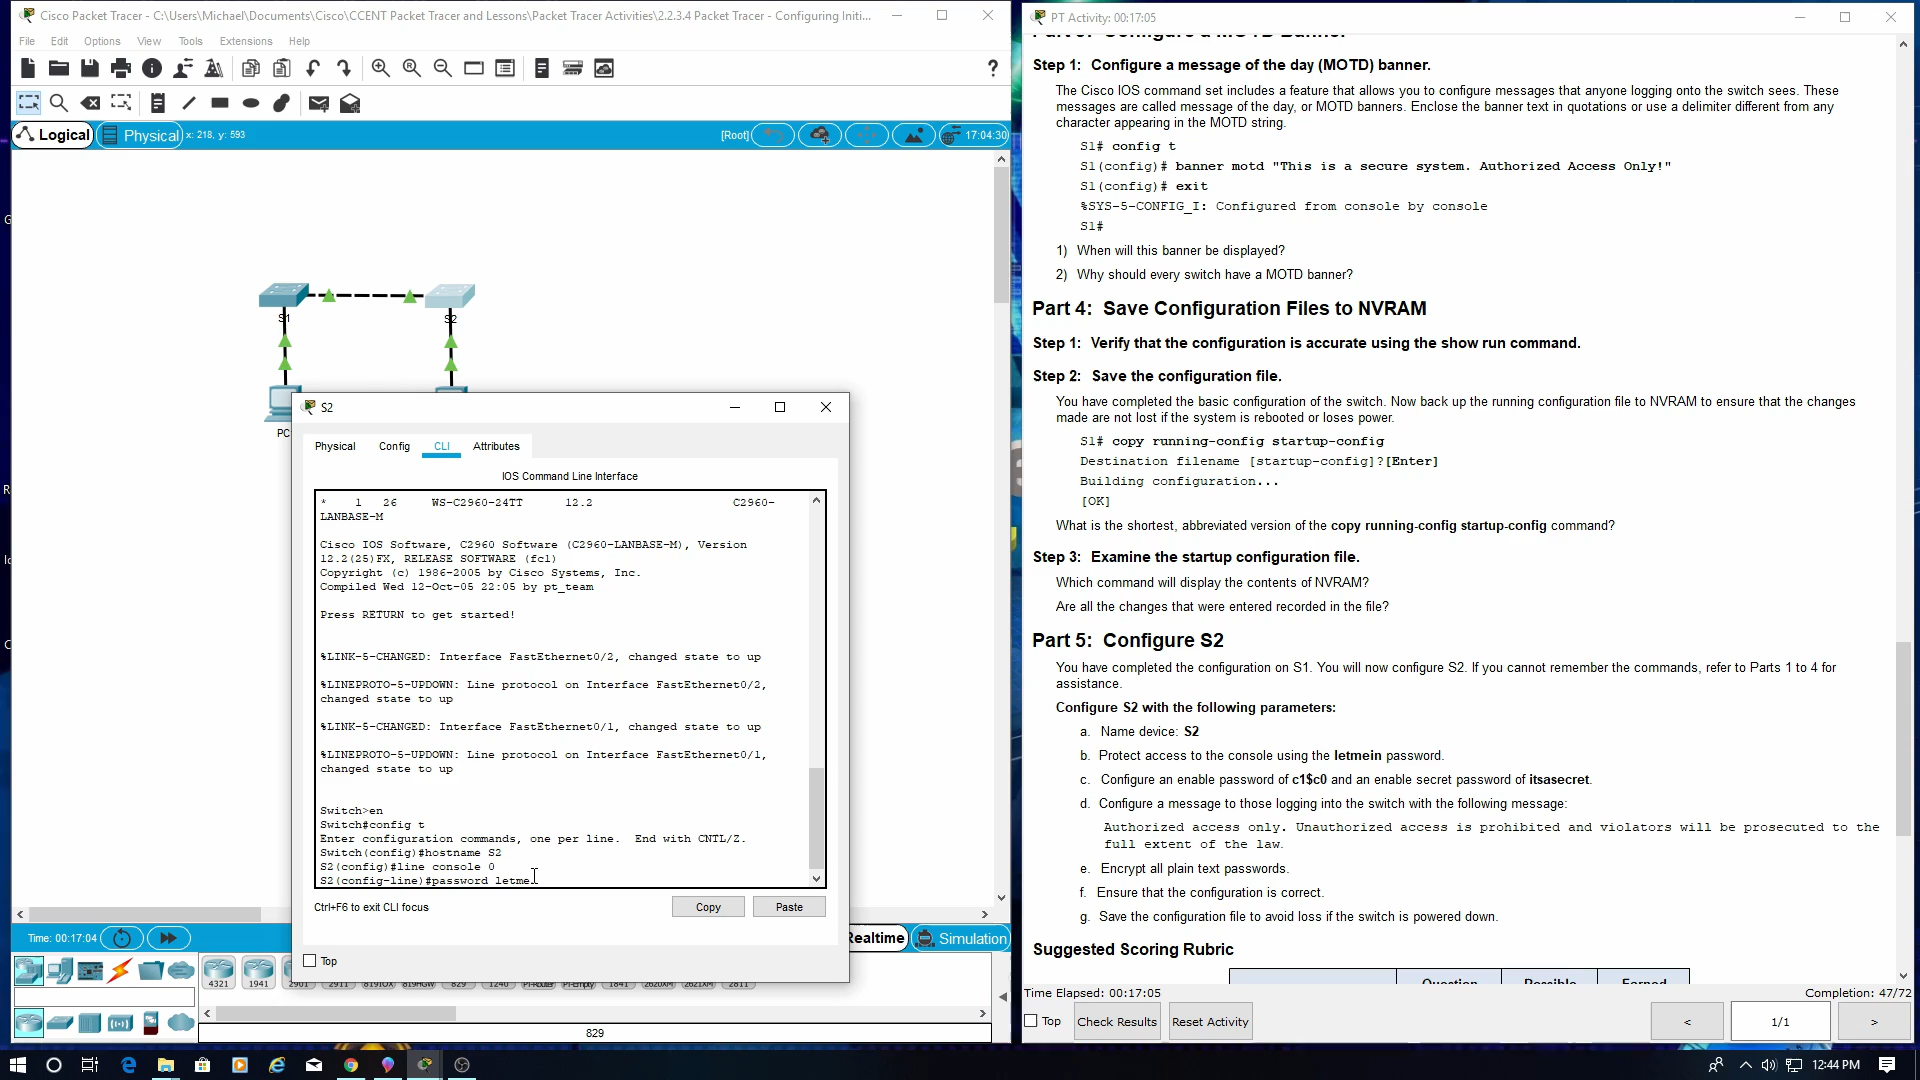 Cisco Packet Tracer - C:\Users\Michael\Documents\Cisco\CCENT Packet Tracer and Lessons\Packet Tracer Activities\2.2.3.4 Packet Tracer - Configuring Initi...
File Edit Options View Tools Extensions Help
Logical Physical x: 218, y: 593 [Root] 17:04:30
S1 S2
PC
S2
Physical Config CLI Attributes
IOS Command Line Interface
* 1 26 WS-C2960-24TT 12.2 C2960-
LANBASE-M
Cisco IOS Software, C2960 Software (C2960-LANBASE-M), Version
12.2(25)FX, RELEASE SOFTWARE (fc1)
Copyright (c) 1986-2005 by Cisco Systems, Inc.
Compiled Wed 12-Oct-05 22:05 by pt_team
Press RETURN to get started!
%LINK-5-CHANGED: Interface FastEthernet0/2, changed state to up
%LINEPROTO-5-UPDOWN: Line protocol on Interface FastEthernet0/2,
changed state to up
%LINK-5-CHANGED: Interface FastEthernet0/1, changed state to up
%LINEPROTO-5-UPDOWN: Line protocol on Interface FastEthernet0/1,
changed state to up
Switch>en
Switch#config t
Enter configuration commands, one per line. End with CNTL/Z.
Switch(config)#hostname S2
S2(config)#line console 0
S2(config-line)#password letme
Ctrl+F6 to exit CLI focus Copy Paste
Top
Time: 00:17:04 Realtime Simulation
4321 1941 2901 2911 819IOX 819HGW 829 1240 PT-Router PT-Empty 1841 2620XM 2621XM 2811
829
PT Activity: 00:17:05
Step 1: Configure a message of the day (MOTD) banner.
The Cisco IOS command set includes a feature that allows you to configure messages that anyone logging onto the switch sees. These
messages are called message of the day, or MOTD banners. Enclose the banner text in quotations or use a delimiter different from any
character appearing in the MOTD string.
S1# config t
S1(config)# banner motd "This is a secure system. Authorized Access Only!"
S1(config)# exit
%SYS-5-CONFIG_I: Configured from console by console
S1#
1) When will this banner be displayed?
2) Why should every switch have a MOTD banner?
Part 4: Save Configuration Files to NVRAM
Step 1: Verify that the configuration is accurate using the show run command.
Step 2: Save the configuration file.
You have completed the basic configuration of the switch. Now back up the running configuration file to NVRAM to ensure that the changes
made are not lost if the system is rebooted or loses power.
S1# copy running-config startup-config
Destination filename [startup-config]?[Enter]
Building configuration...
[OK]
What is the shortest, abbreviated version of the copy running-config startup-config command?
Step 3: Examine the startup configuration file.
Which command will display the contents of NVRAM?
Are all the changes that were entered recorded in the file?
Part 5: Configure S2
You have completed the configuration on S1. You will now configure S2. If you cannot remember the commands, refer to Parts 1 to 4 for
assistance.
Configure S2 with the following parameters:
a. Name device: S2
b. Protect access to the console using the letmein password.
c. Configure an enable password of c1$c0 and an enable secret password of itsasecret.
d. Configure a message to those logging into the switch with the following message:
Authorized access only. Unauthorized access is prohibited and violators will be prosecuted to the
full extent of the law.
e. Encrypt all plain text passwords.
f. Ensure that the configuration is correct.
g. Save the configuration file to avoid loss if the switch is powered down.
Suggested Scoring Rubric
Question Possible Earned
Time Elapsed: 00:17:05 Completion: 47/72
Top Check Results Reset Activity < 1/1 >
12:44 PM